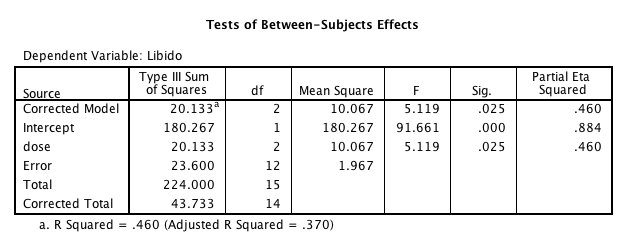 Tests of Between-Subjects Effects
Dependent Variable: Libido
Source Type III Sum of Squares df Mean Square F Sig. Partial Eta Squared
Corrected Model 20.133a 2 10.067 5.119 .025 .460
Intercept 180.267 1 180.267 91.661 .000 .884
dose 20.133 2 10.067 5.119 .025 .460
Error 23.600 12 1.967
Total 224.000 15
Corrected Total 43.733 14
a. R Squared = .460 (Adjusted R Squared = .370)